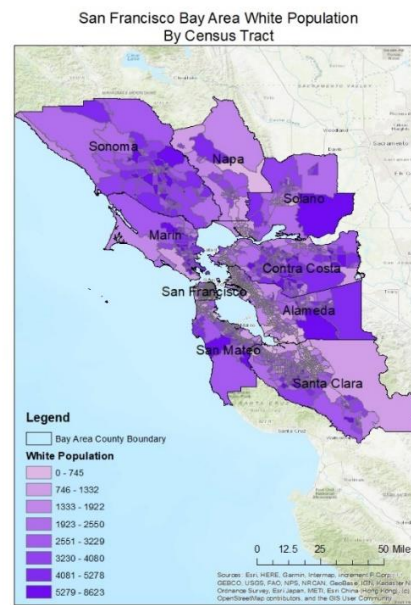 San Francisco Bay Area White Population
By Census Tract
Sonoma
Napa
Solano
Marin
Contra Costa
San Francisco
Alameda
San Mateo
Santa Clara
Legend
Bay Area County Boundary
White Population
0 - 745
746 - 1332
1333 - 1922
1923 - 2550
2551 - 3229
3230 - 4080
4081 - 5278
5279 - 8623
0 12.5 25 50 Miles
Sources: Esri, HERE, Garmin, Intermap, increment P Corp.,
GEBCO, USGS, FAO, NPS, NRCAN, GeoBase, IGN, Kadaster N
Ordnance Survey, Esri Japan, METI, Esri China (Hong Kong), (c)
OpenStreetMap contributors, and the GIS User Community